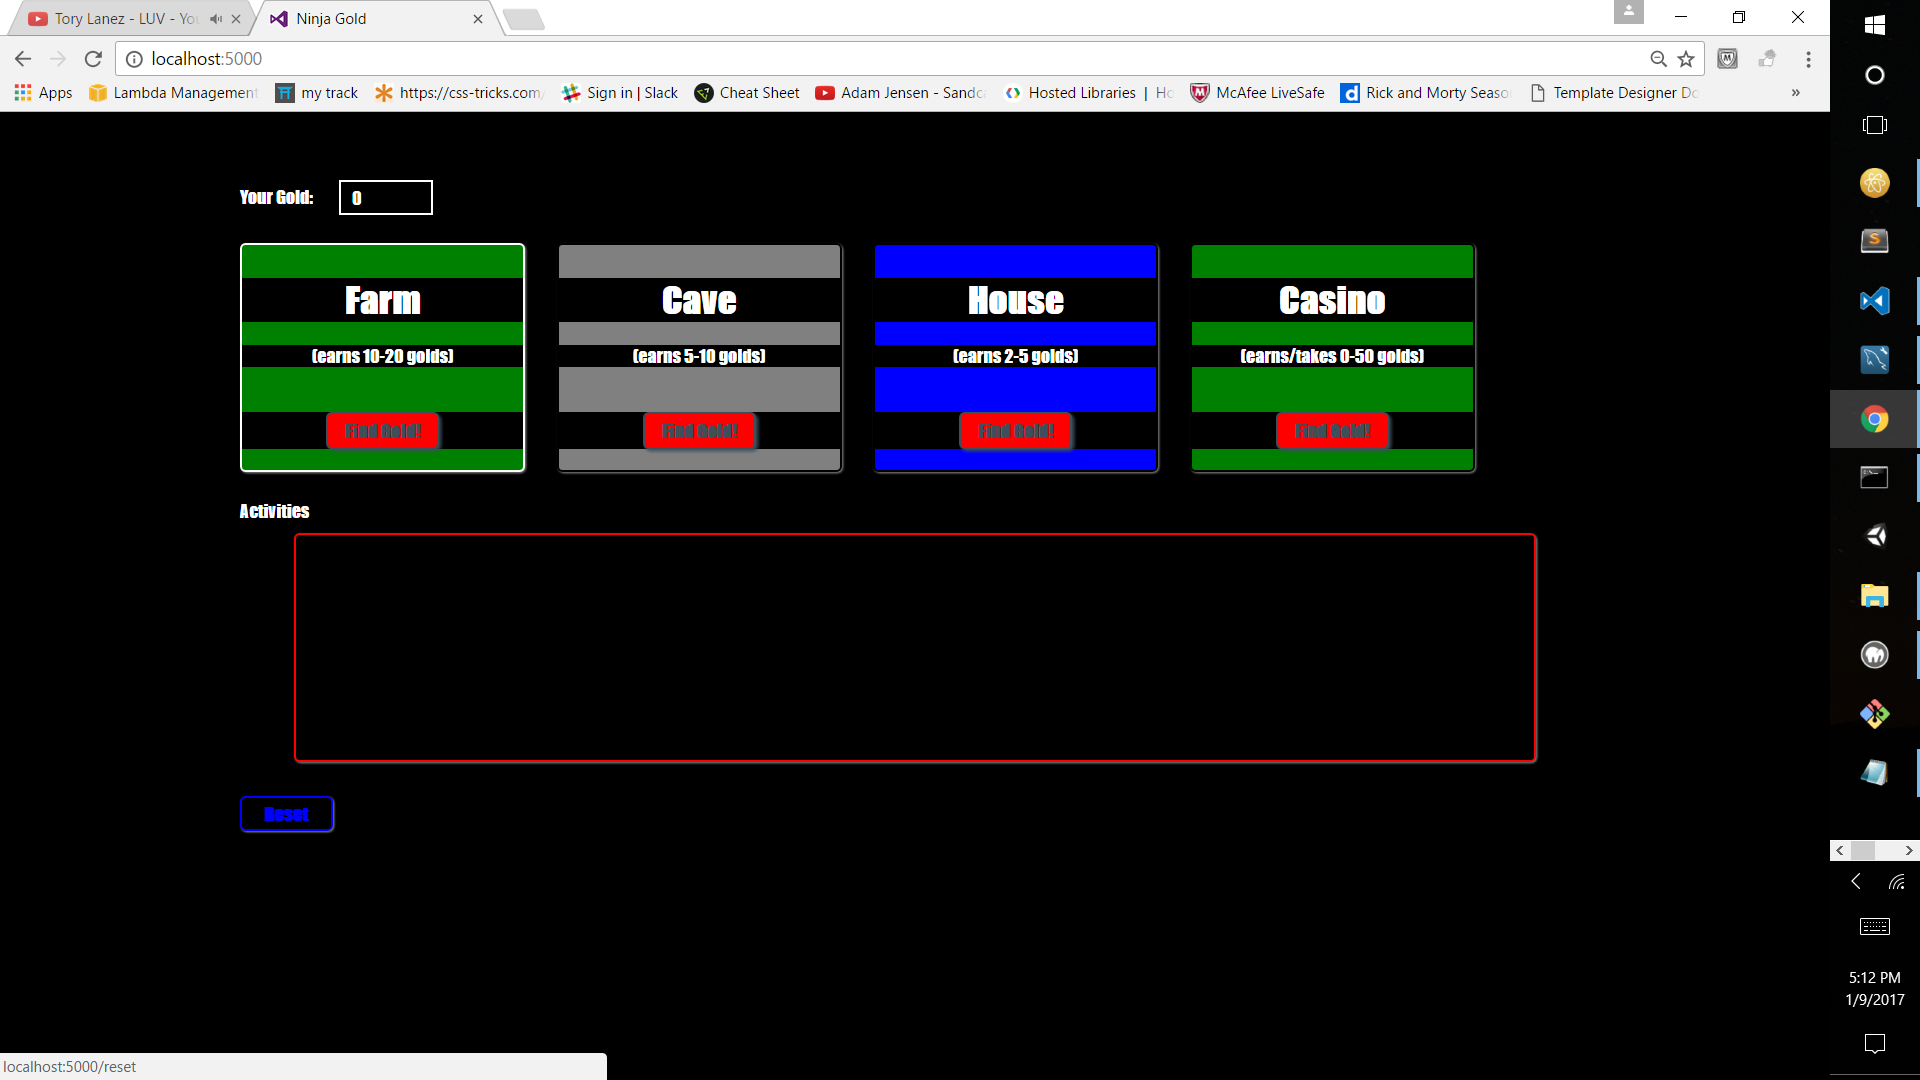 Tory Lanez - LUV - You
Ninja Gold
localhost:5000
Apps
Lambda Management
my track
https://css-tricks.com/
Sign in | Slack
Cheat Sheet
Adam Jensen - Sandca
Hosted Libraries | Ho
McAfee LiveSafe
Rick and Morty Seaso
Template Designer Do
»
Your Gold: 0
Farm
(earns 10-20 golds)
Find Gold!
Cave
(earns 5-10 golds)
Find Gold!
House
(earns 2-5 golds)
Find Gold!
Casino
(earns/takes 0-50 golds)
Find Gold!
Activities
Reset
localhost:5000/reset
5:12 PM
1/9/2017